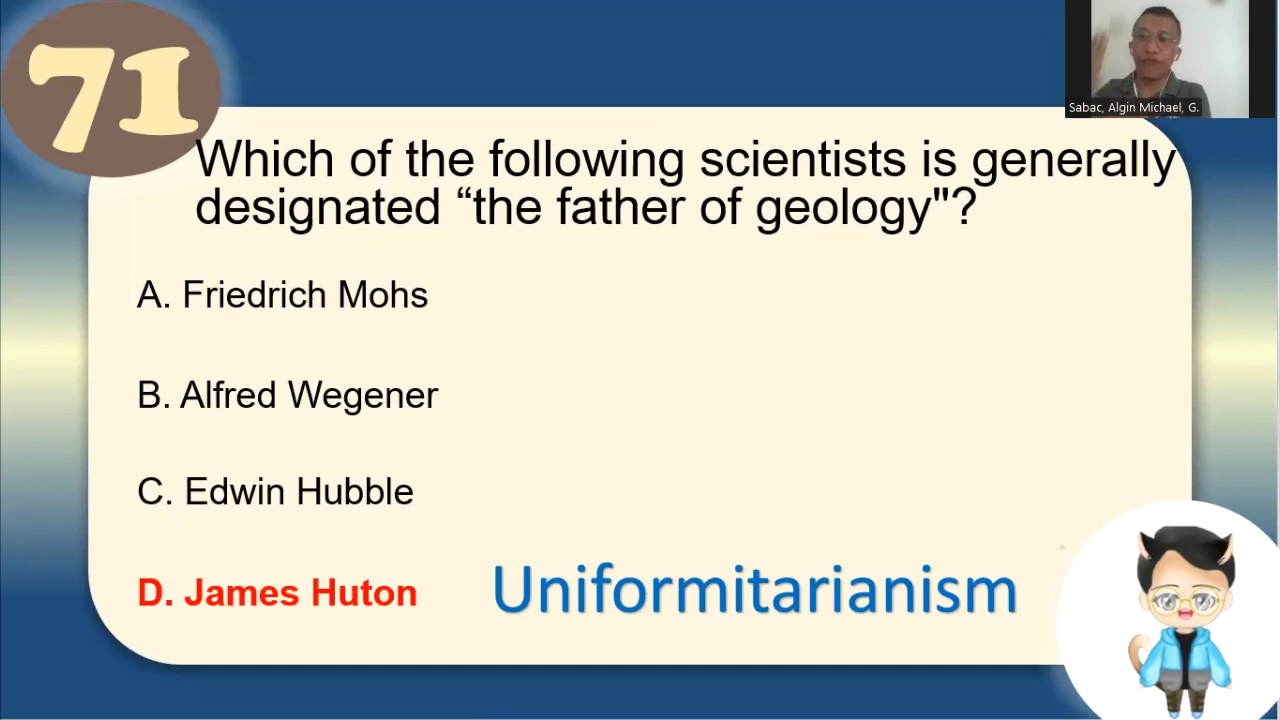 71
Sabac, Algin Michael, G.
Which of the following scientists is generally
designated “the father of geology"?
A. Friedrich Mohs
B. Alfred Wegener
C. Edwin Hubble
D. James Huton
Uniformitarianism